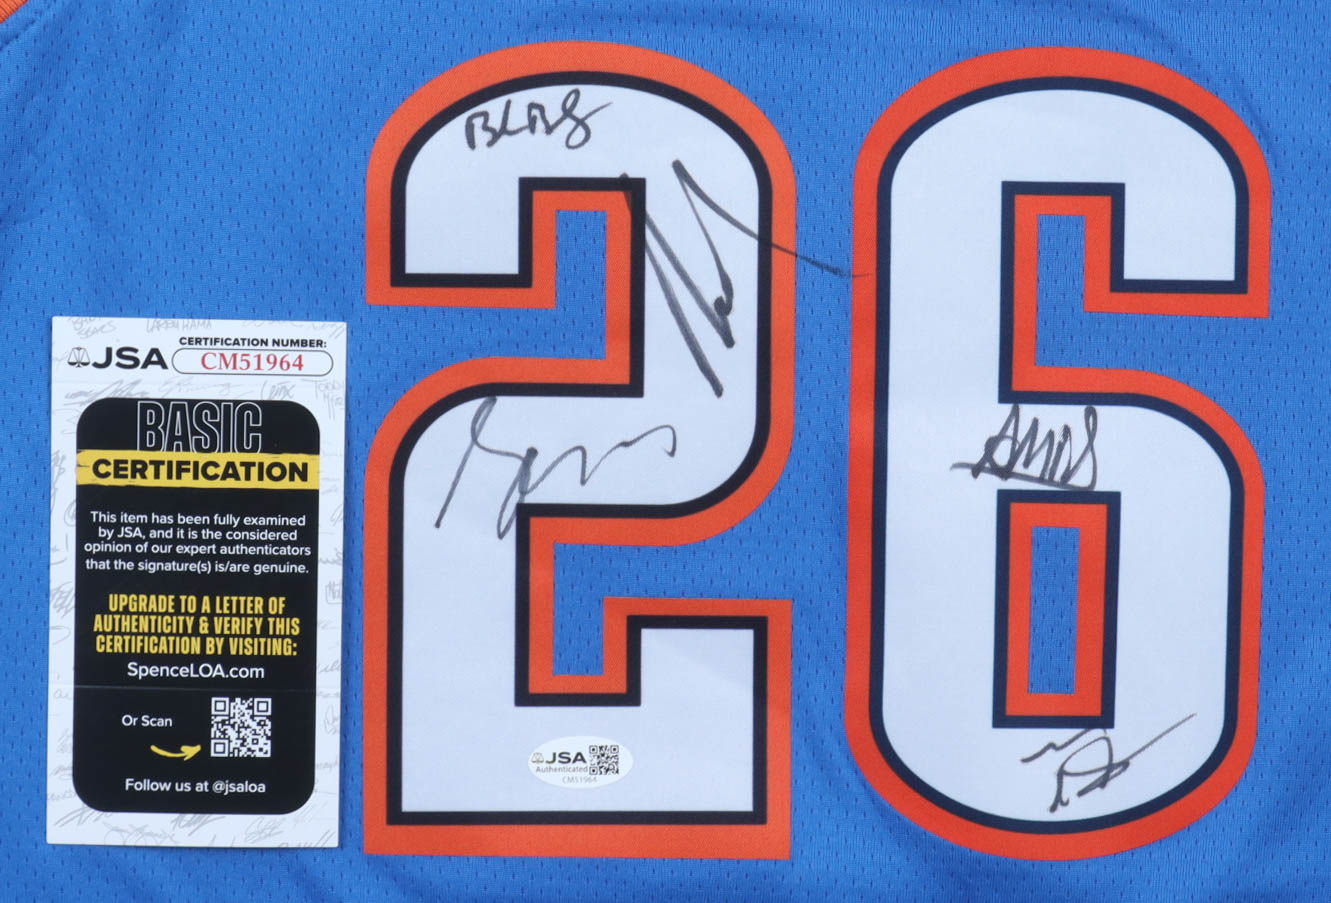 26
JSA
CERTIFICATION NUMBER:
CM51964
BASIC
CERTIFICATION
This item has been fully examined
by JSA, and it is the considered
opinion of our expert authenticators
that the signature(s) is/are genuine.
UPGRADE TO A LETTER OF
AUTHENTICITY & VERIFY THIS
CERTIFICATION BY VISITING:
SpenceLOA.com
Or Scan
Follow us at @jsaloa
JSA
Authenticated
CM51964